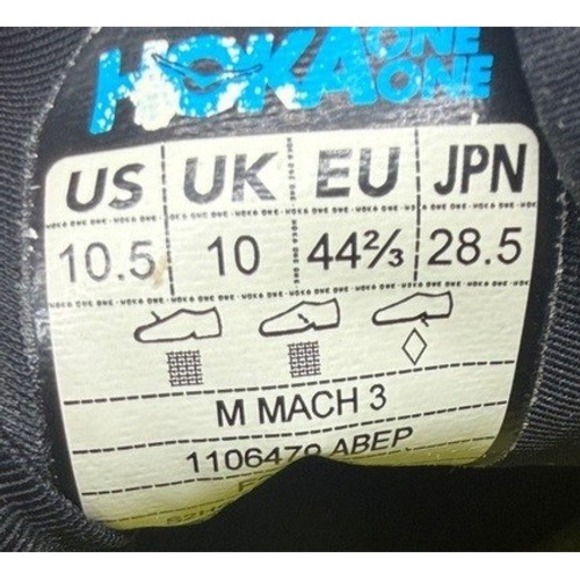 HOKA ONE ONE
US UK EU JPN
10.5 10 44⅔ 28.5
M MACH 3
1106479 ABEP